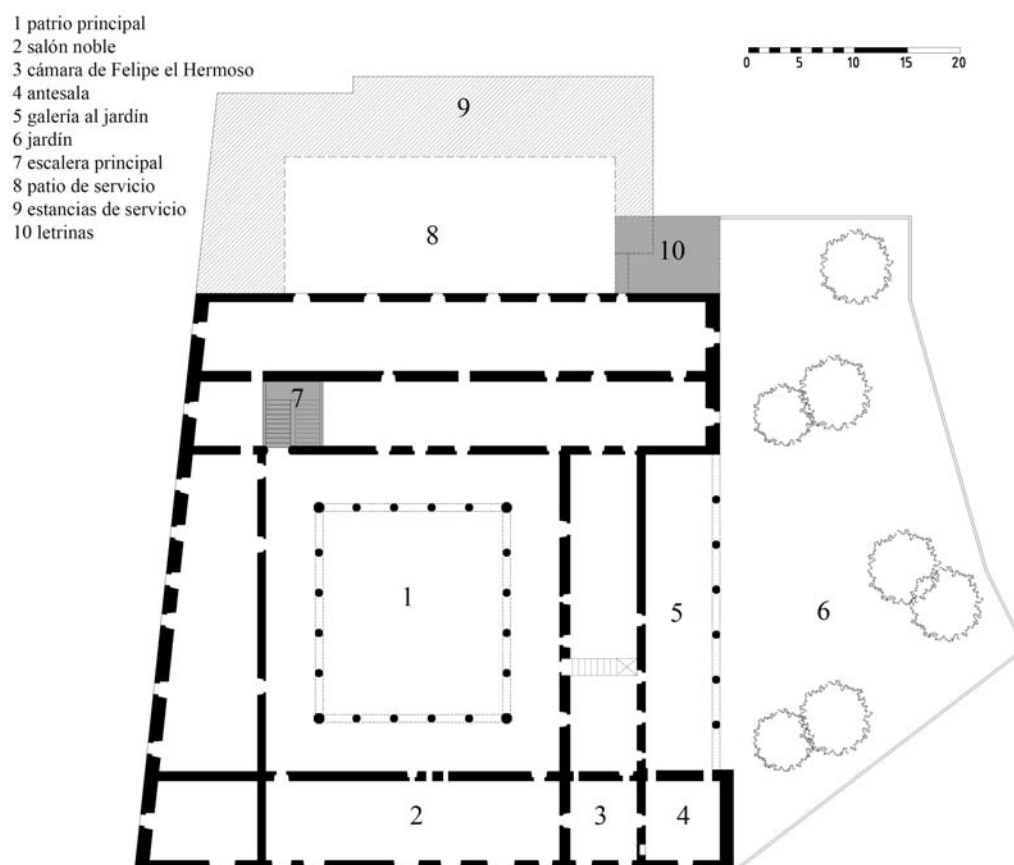 1 patrio principal
2 salón noble
3 cámara de Felipe el Hermoso
4 antesala
5 galería al jardín
6 jardín
7 escalera principal
8 patio de servicio
9 estancias de servicio
10 letrinas
0 5 10 15 20
9
8
10
7
1
5
6
2 3 4